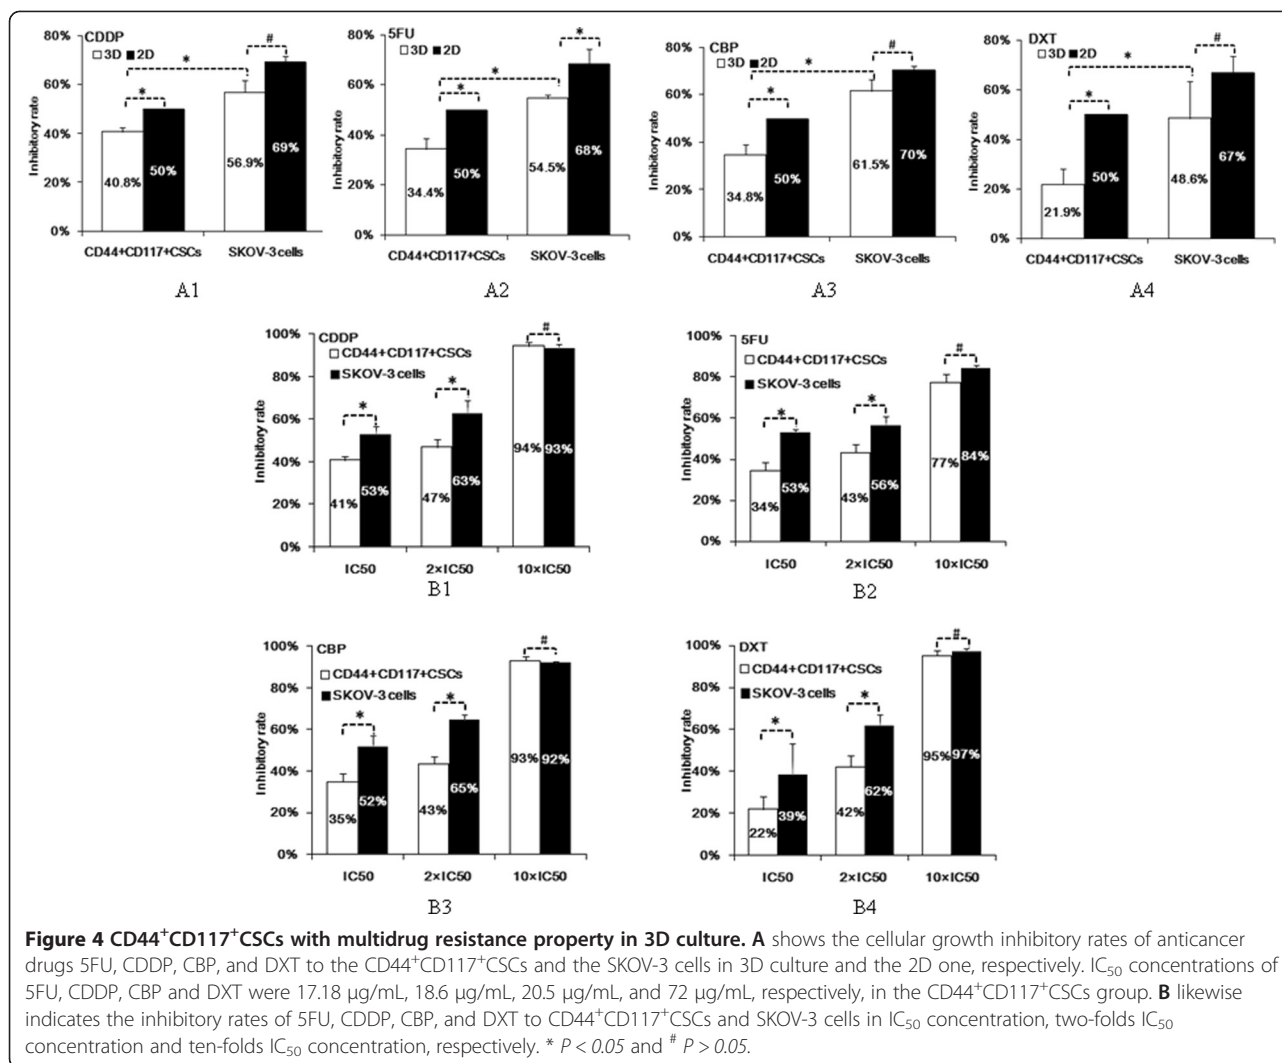 CDDP
3D 2D
Inhibitory rate
80%
60%
40%
20%
0%
* * #
40.8% 50% 56.9% 69%
CD44+CD117+CSCs SKOV-3 cells
A1
5FU
3D 2D
Inhibitory rate
80%
60%
40%
20%
0%
* * *
34.4% 50% 54.5% 68%
CD44+CD117+CSCs SKOV-3 cells
A2
CBP
3D 2D
Inhibitory rate
80%
60%
40%
20%
0%
* * #
34.8% 50% 61.5% 70%
CD44+CD117+CSCs SKOV-3 cells
A3
DXT
3D 2D
Inhibitory rate
80%
60%
40%
20%
0%
* * #
21.9% 50% 48.6% 67%
CD44+CD117+CSCs SKOV-3 cells
A4
CDDP
CD44+CD117+CSCs
SKOV-3 cells
Inhibitory rate
100%
80%
60%
40%
20%
0%
* * #
41% 53% 47% 63% 94% 93%
IC50 2×IC50 10×IC50
B1
5FU
CD44+CD117+CSCs
SKOV-3 cells
Inhibitory rate
100%
80%
60%
40%
20%
0%
* * #
34% 53% 43% 56% 77% 84%
IC50 2×IC50 10×IC50
B2
CBP
CD44+CD117+CSCs
SKOV-3 cells
Inhibitory rate
100%
80%
60%
40%
20%
0%
* * #
35% 52% 43% 65% 93% 92%
IC50 2×IC50 10×IC50
B3
DXT
CD44+CD117+CSCs
SKOV-3 cells
Inhibitory rate
100%
80%
60%
40%
20%
0%
* * #
22% 39% 42% 62% 95% 97%
IC50 2×IC50 10×IC50
B4
Figure 4 CD44+CD117+CSCs with multidrug resistance property in 3D culture. A shows the cellular growth inhibitory rates of anticancer
drugs 5FU, CDDP, CBP, and DXT to the CD44+CD117+CSCs and the SKOV-3 cells in 3D culture and the 2D one, respectively. IC50 concentrations of
5FU, CDDP, CBP and DXT were 17.18 μg/mL, 18.6 μg/mL, 20.5 μg/mL, and 72 μg/mL, respectively, in the CD44+CD117+CSCs group. B likewise
indicates the inhibitory rates of 5FU, CDDP, CBP, and DXT to CD44+CD117+CSCs and SKOV-3 cells in IC50 concentration, two-folds IC50
concentration and ten-folds IC50 concentration, respectively. * P < 0.05 and # P > 0.05.